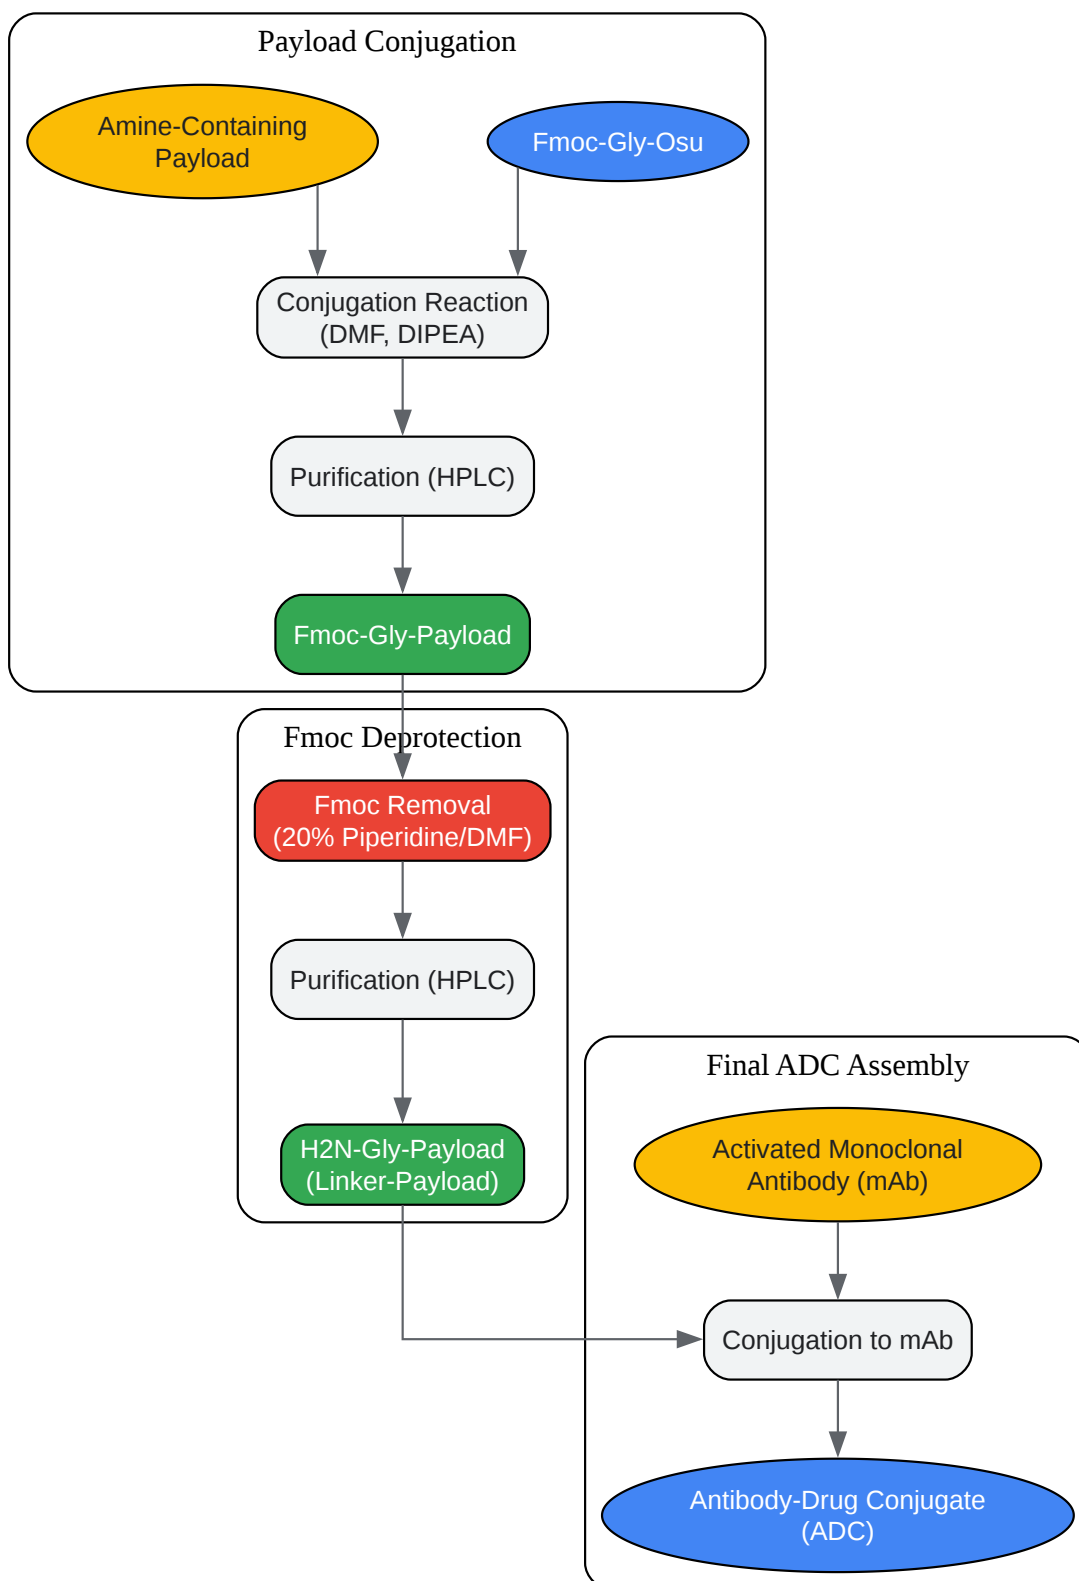 Payload Conjugation
Amine-Containing
Payload
Fmoc-Gly-Osu
Conjugation Reaction
(DMF, DIPEA)
Purification (HPLC)
Fmoc-Gly-Payload
Fmoc Deprotection
Fmoc Removal
(20% Piperidine/DMF)
Purification (HPLC)
H2N-Gly-Payload
(Linker-Payload)
Final ADC Assembly
Activated Monoclonal
Antibody (mAb)
Conjugation to mAb
Antibody-Drug Conjugate
(ADC)